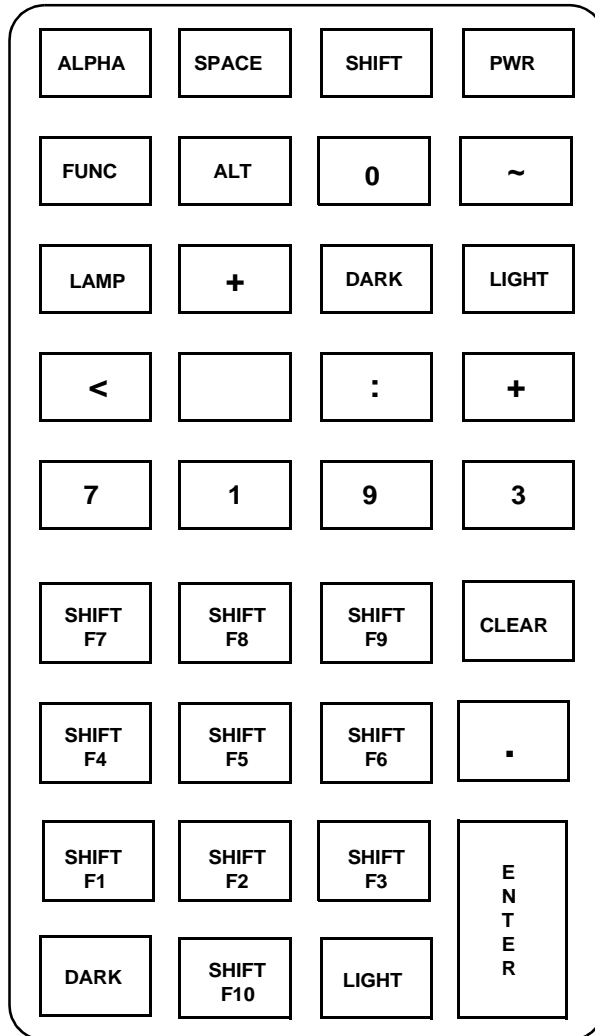 ALPHA SPACE SHIFT PWR
FUNC ALT 0 ~
LAMP + DARK LIGHT
< : +
7 1 9 3
SHIFT F7 SHIFT F8 SHIFT F9 CLEAR
SHIFT F4 SHIFT F5 SHIFT F6 .
SHIFT F1 SHIFT F2 SHIFT F3 ENTER
DARK SHIFT F10 LIGHT